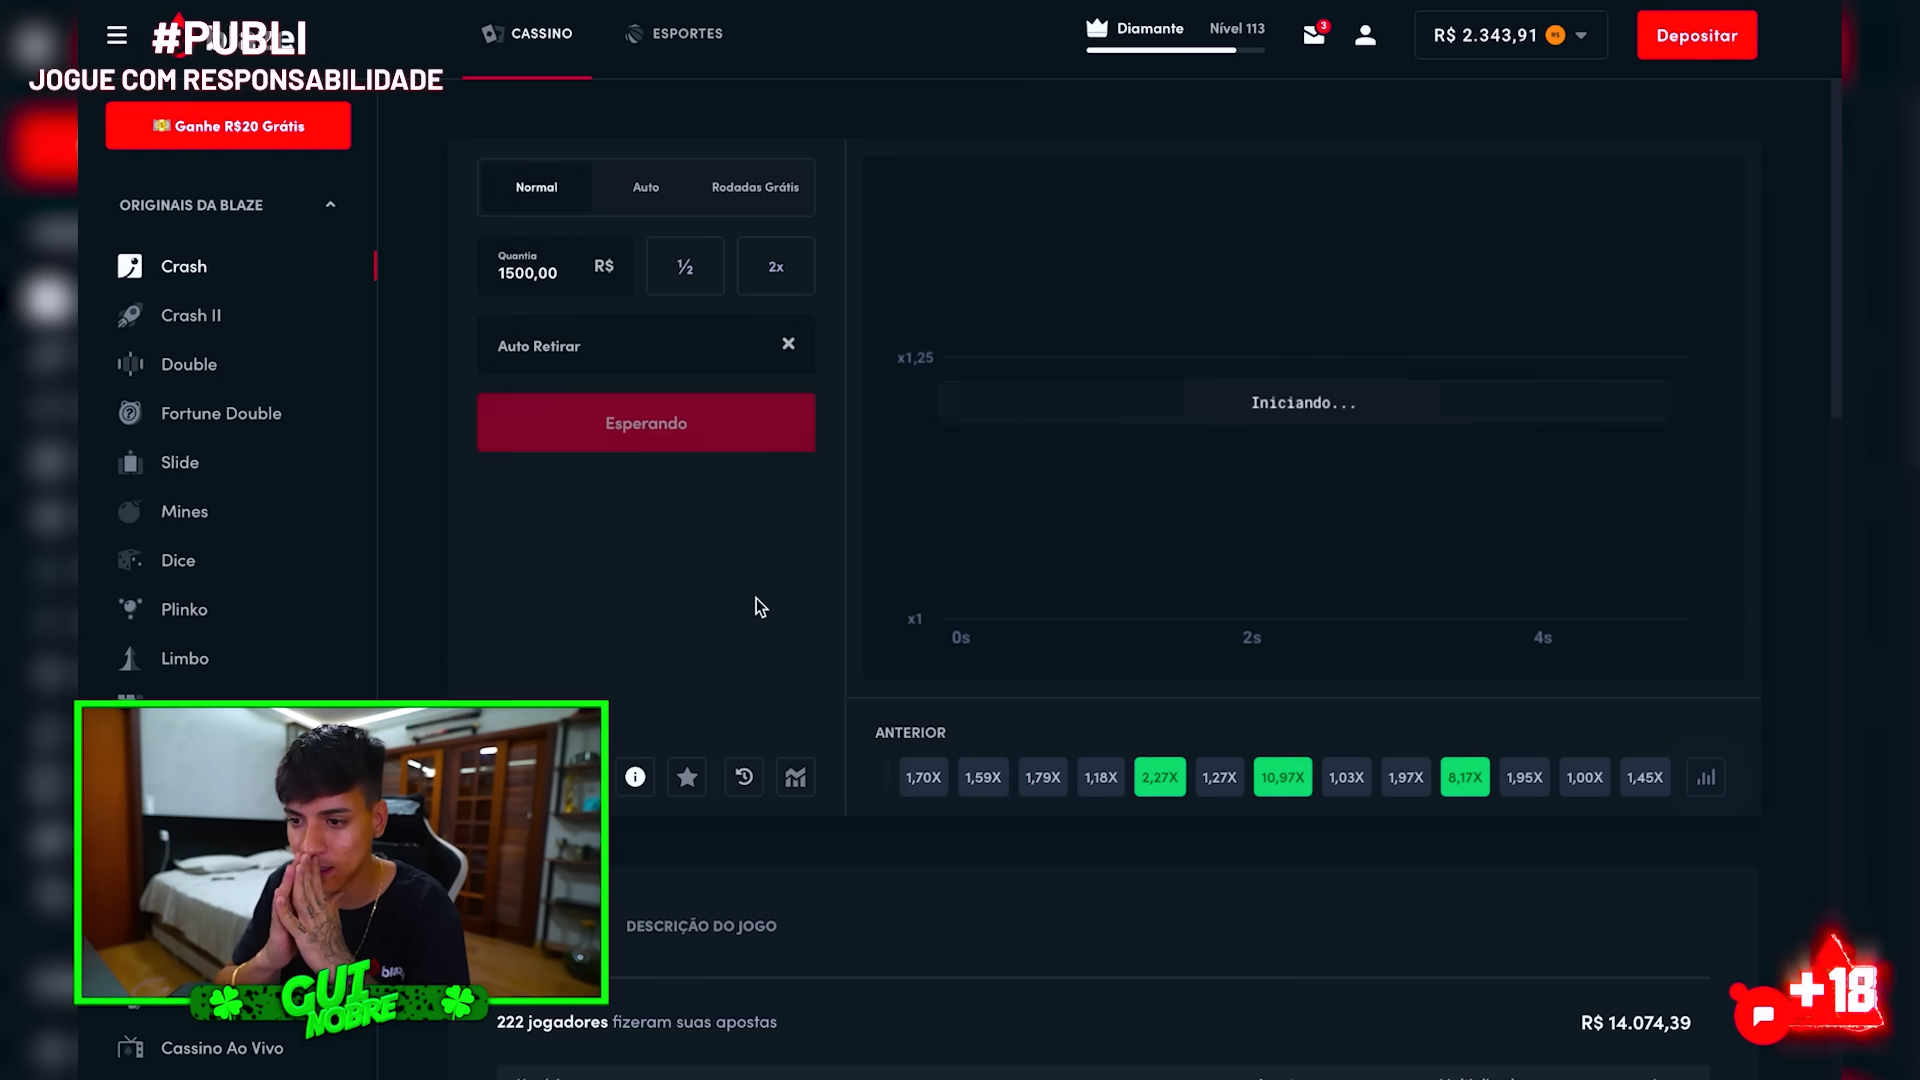 #PUBLI
JOGUE COM RESPONSABILIDADE
CASSINO
ESPORTES
Diamante
Nível 113
3
R$ 2.343,91
R$
Depositar
Ganhe R$20 Grátis
ORIGINAIS DA BLAZE
Crash
Crash II
Double
Fortune Double
Slide
Mines
Dice
Plinko
Limbo
Cassino Ao Vivo
Normal
Auto
Rodadas Grátis
Quantia
1500,00
R$
½
2x
Auto Retirar
Esperando
x1,25
Iniciando...
x1
0s
2s
4s
ANTERIOR
1,70X
1,59X
1,79X
1,18X
2,27X
1,27X
10,97X
1,03X
1,97X
8,17X
1,95X
1,00X
1,45X
DESCRIÇÃO DO JOGO
222 jogadores fizeram suas apostas
R$ 14.074,39
GUI
NOBRE
+18